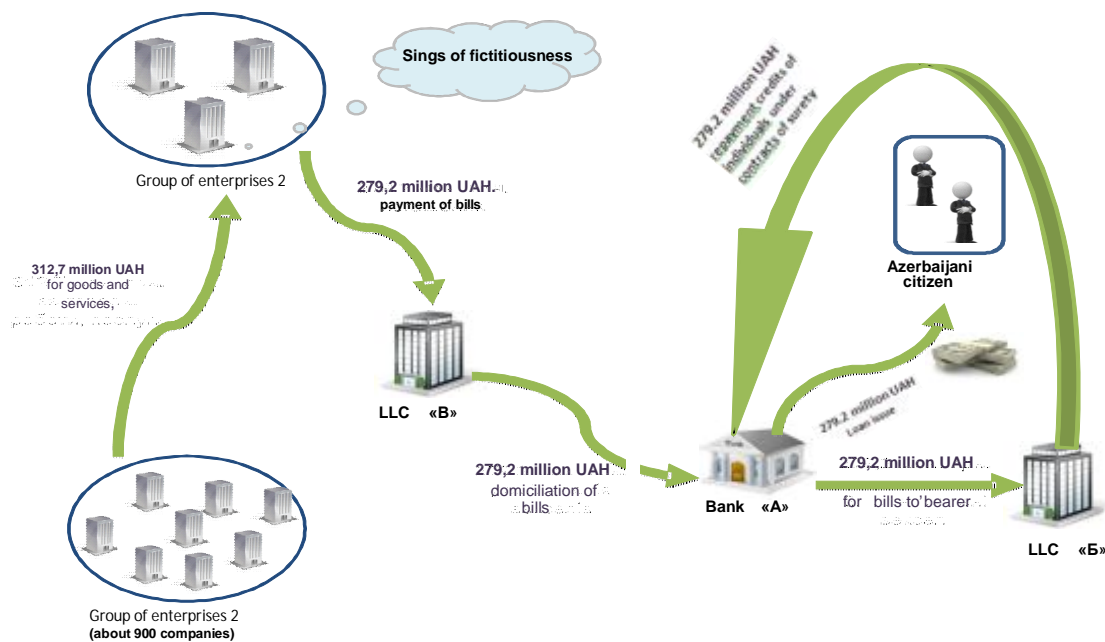 Sings of fictitiousness
Group of enterprises 2
279,2 million UAH.
payment of bills
312,7 million UAH
for goods and
services,
LLC «B»
Group of enterprises 2
(about 900 companies)
279,2 million UAH
domiciliation of
bills
279.2 million UAH
repayment credits of
individuals under
contracts of surety
Azerbaijani
citizen
279.2 million UAH
Loan issue
Bank «A»
279,2 million UAH
for bills to bearer
LLC «Б»